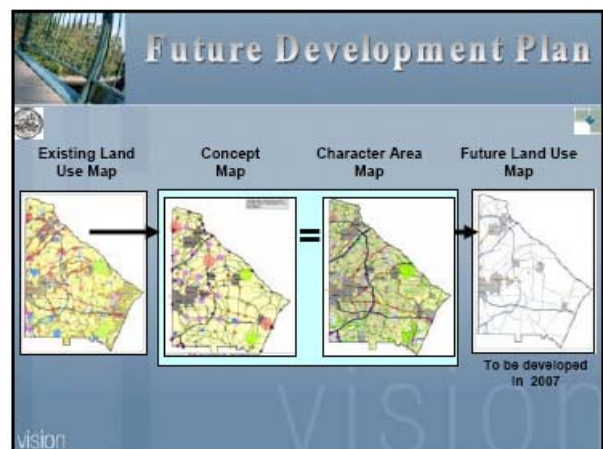 Future Development Plan
Existing Land
Use Map
Concept
Map
Character Area
Map
Future Land Use
Map
=
To be developed
in 2007
vision
vision